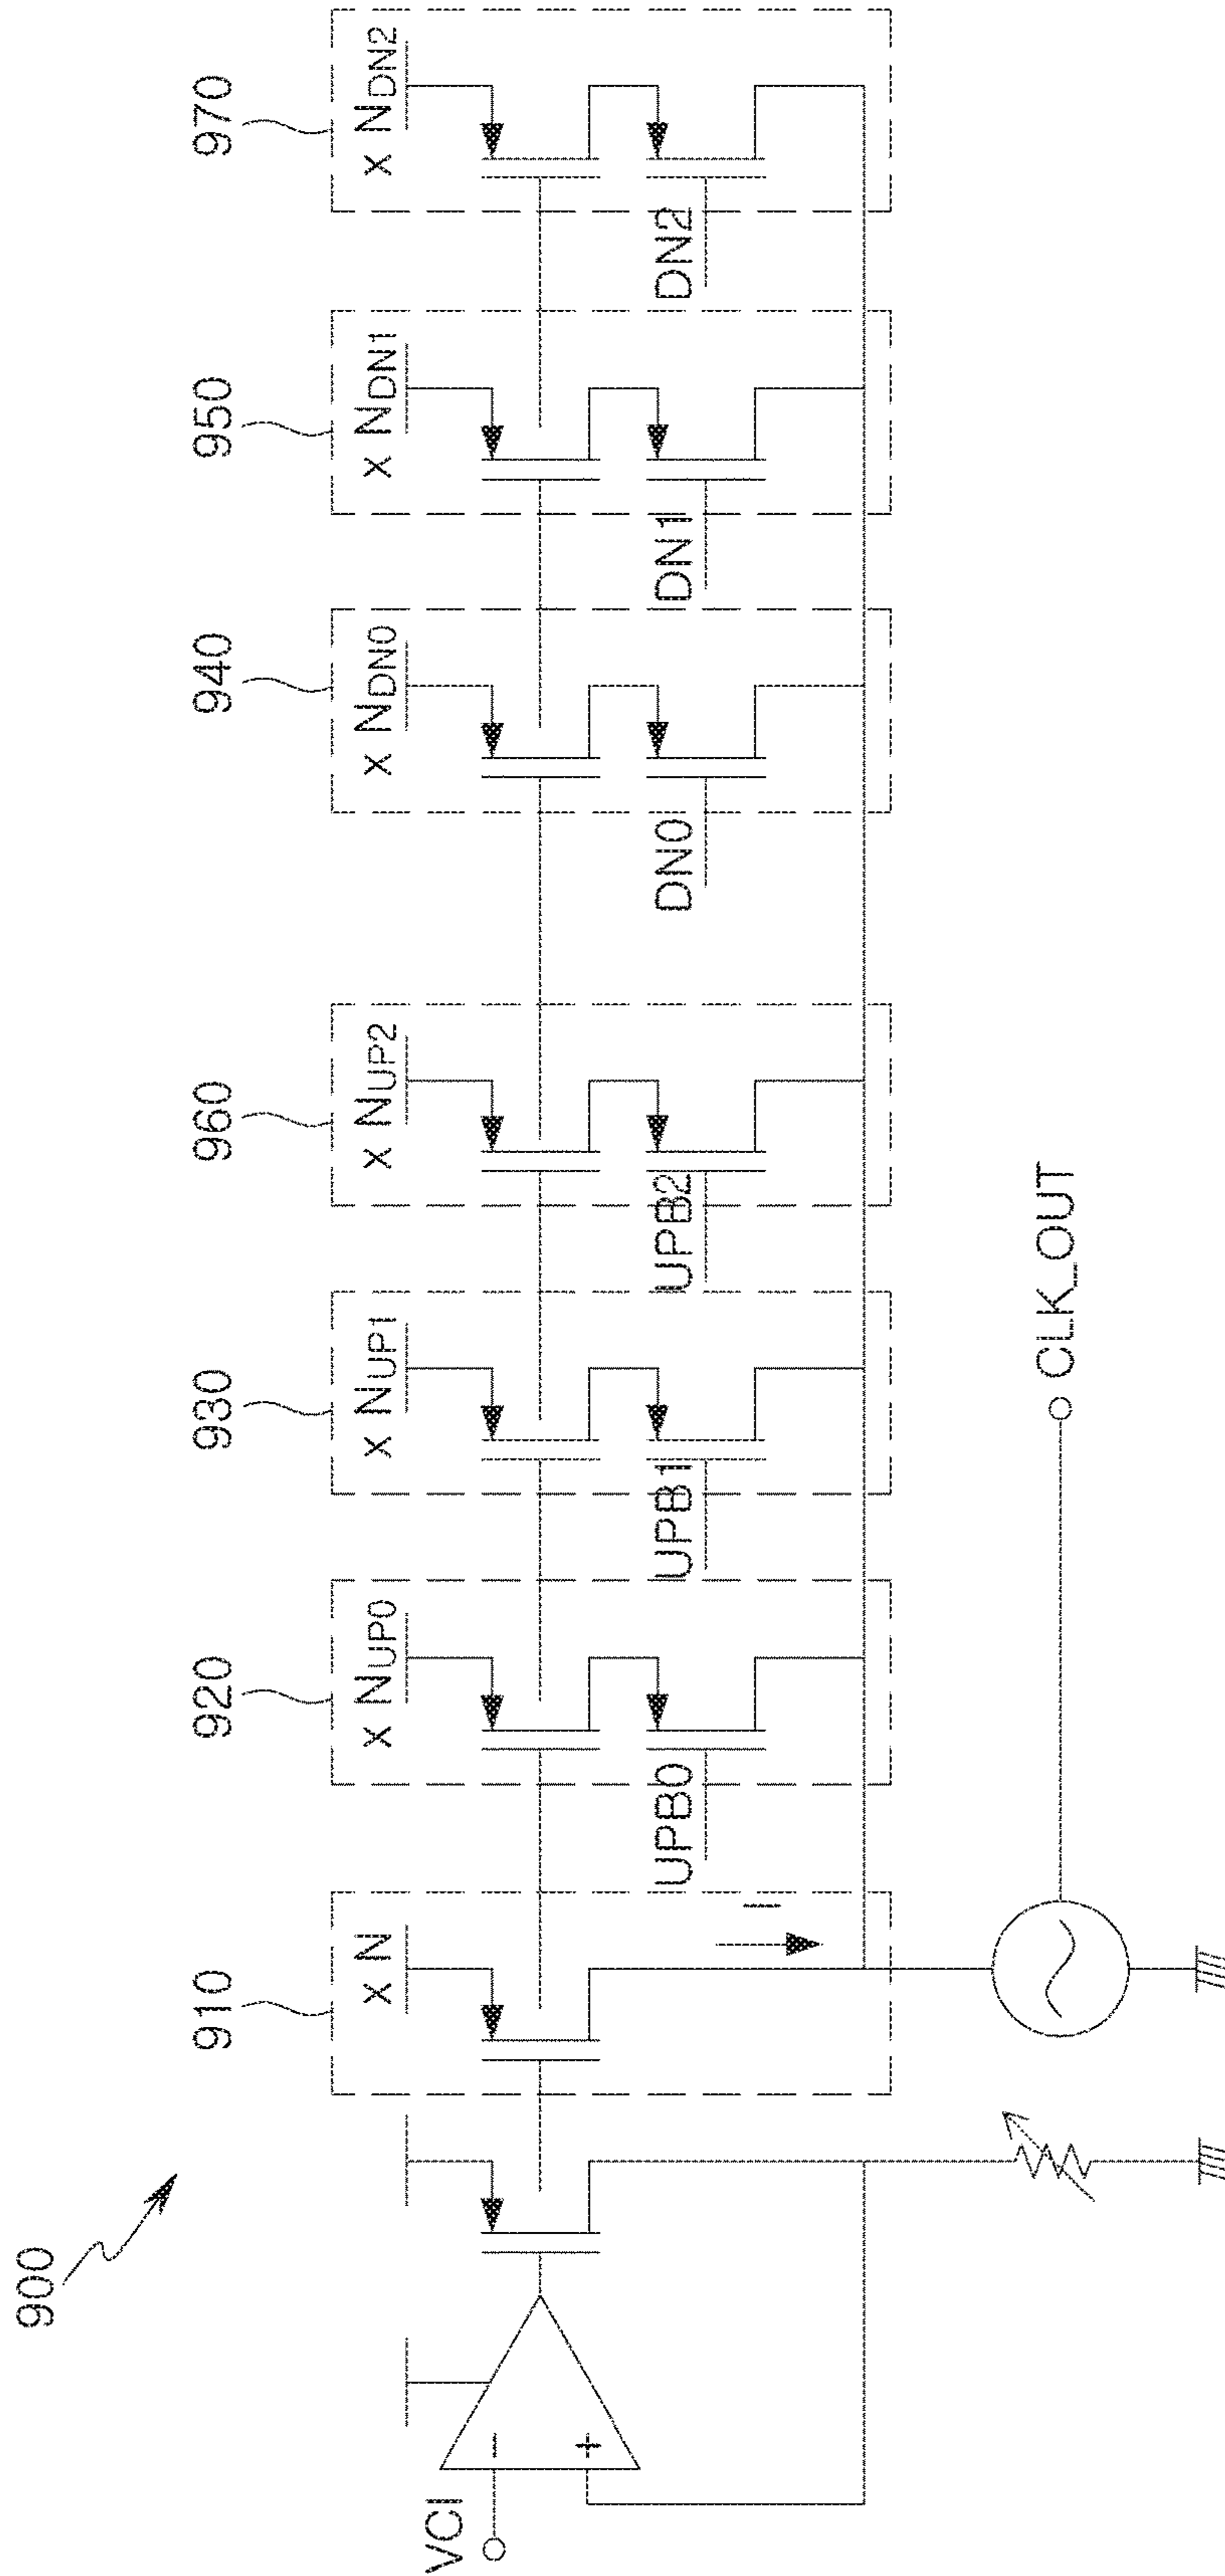 900
910
920
930
960
940
950
970
x N
x NUP0
x NUP1
x NUP2
x NDN0
x NDN1
x NDN2
VCI
−
+
I
UPB0
UPB1
UPB2
DN0
DN1
DN2
CLK_OUT